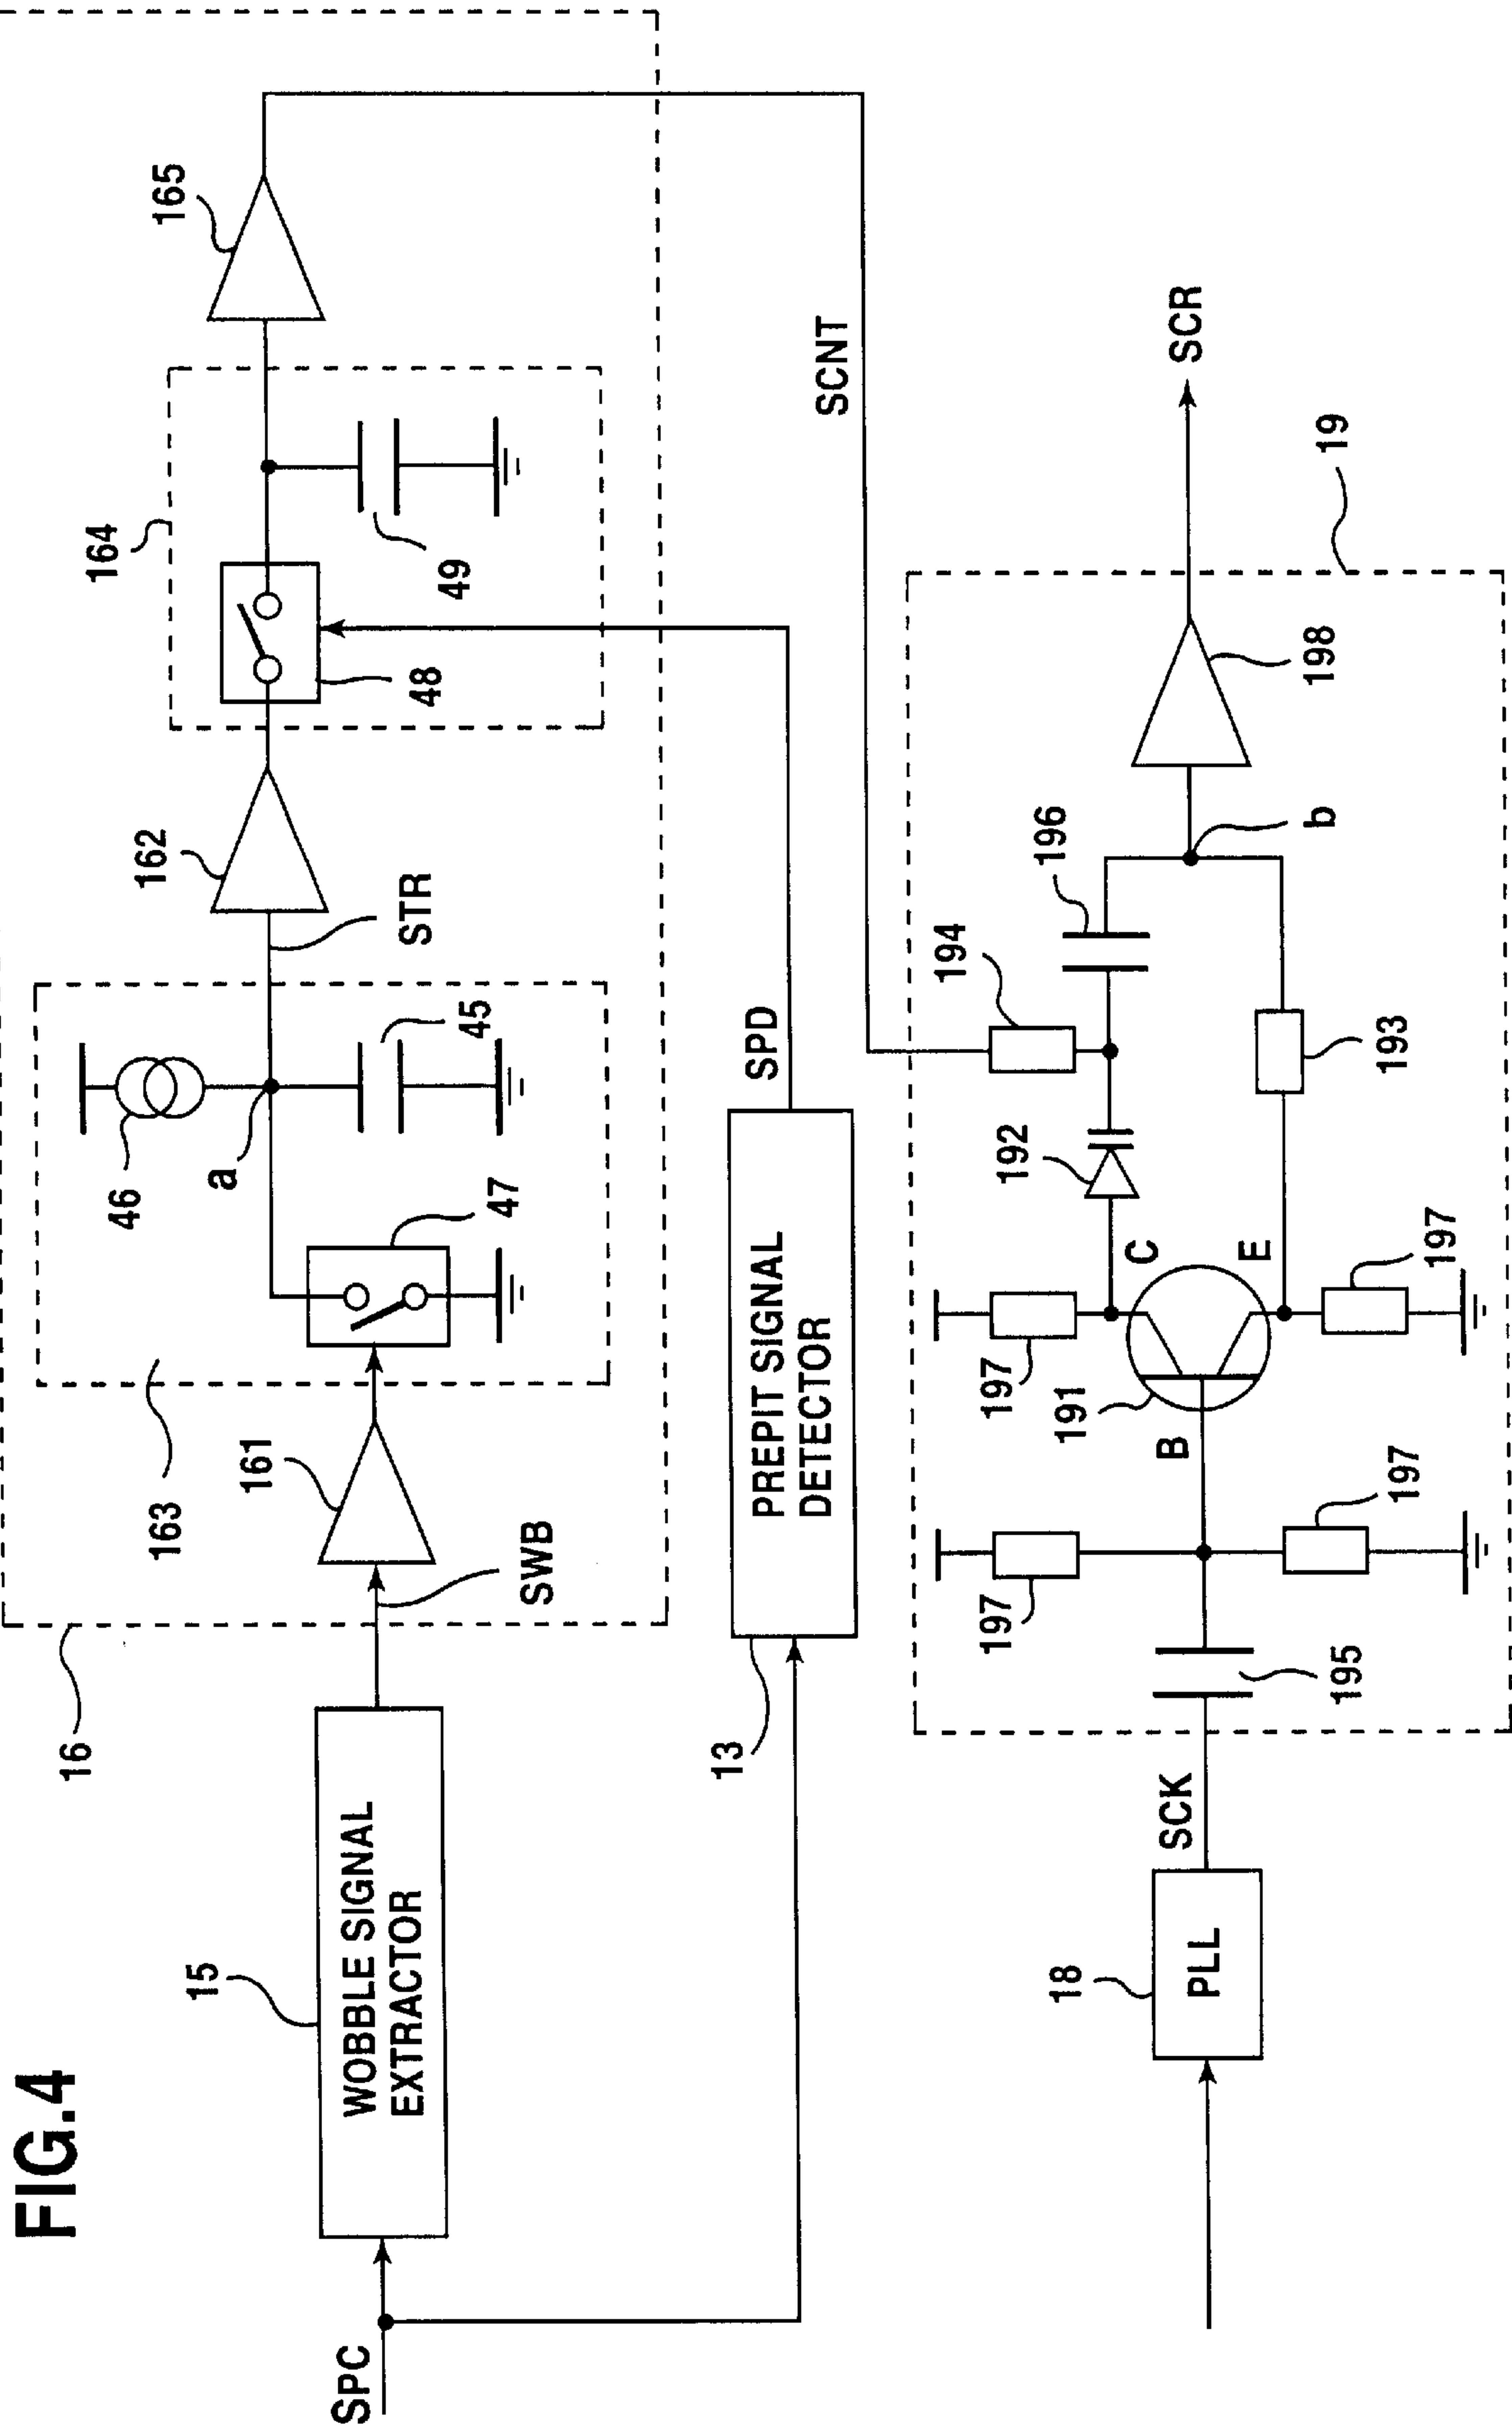 FIG.4
SPC
15
WOBBLE SIGNAL
EXTRACTOR
16
SWB
161
163
47
a
46
45
STR
162
164
48
49
165
13
PREPIT SIGNAL
DETECTOR
SPD
SCNT
18
PLL
SCK
195
197
197
B
191
197
C
E
197
192
194
193
196
b
198
19
SCR